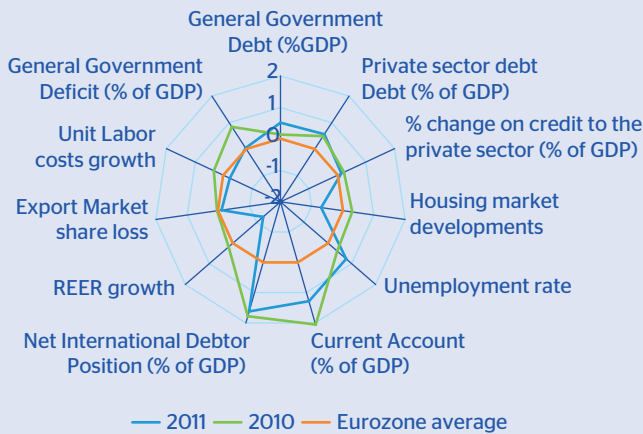 General Government
Debt (%GDP)
General Government
Deficit (% of GDP)
Private sector debt
Debt (% of GDP)
Unit Labor
costs growth
% change on credit to the
private sector (% of GDP)
Export Market
share loss
Housing market
developments
REER growth
Unemployment rate
Net International Debtor
Position (% of GDP)
Current Account
(% of GDP)
2
1
0
-1
-2
2011
2010
Eurozone average